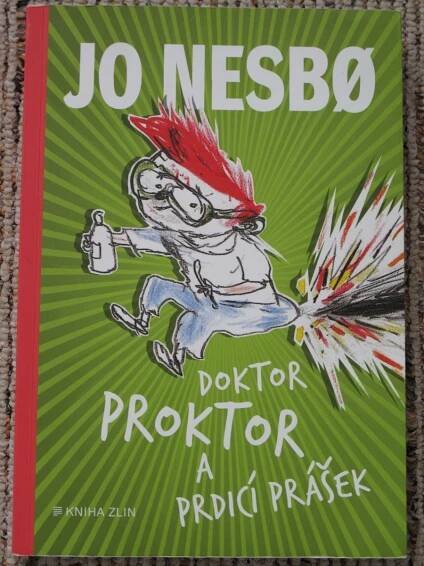 JO NESBØ
DOKTOR
PROKTOR
A
PRDICÍ PRÁŠEK
KNIHA ZLIN